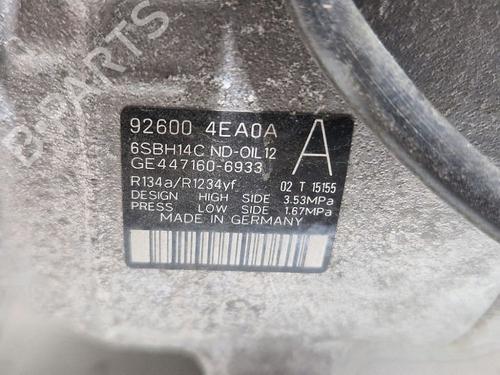 B-PARTS
92600 4EA0A
A
6SBH14C ND-OIL12
GE447160-6933
R134a/R1234yf 02 T 15155
DESIGN HIGH SIDE 3.53MPa
PRESS LOW SIDE 1.67MPa
MADE IN GERMANY